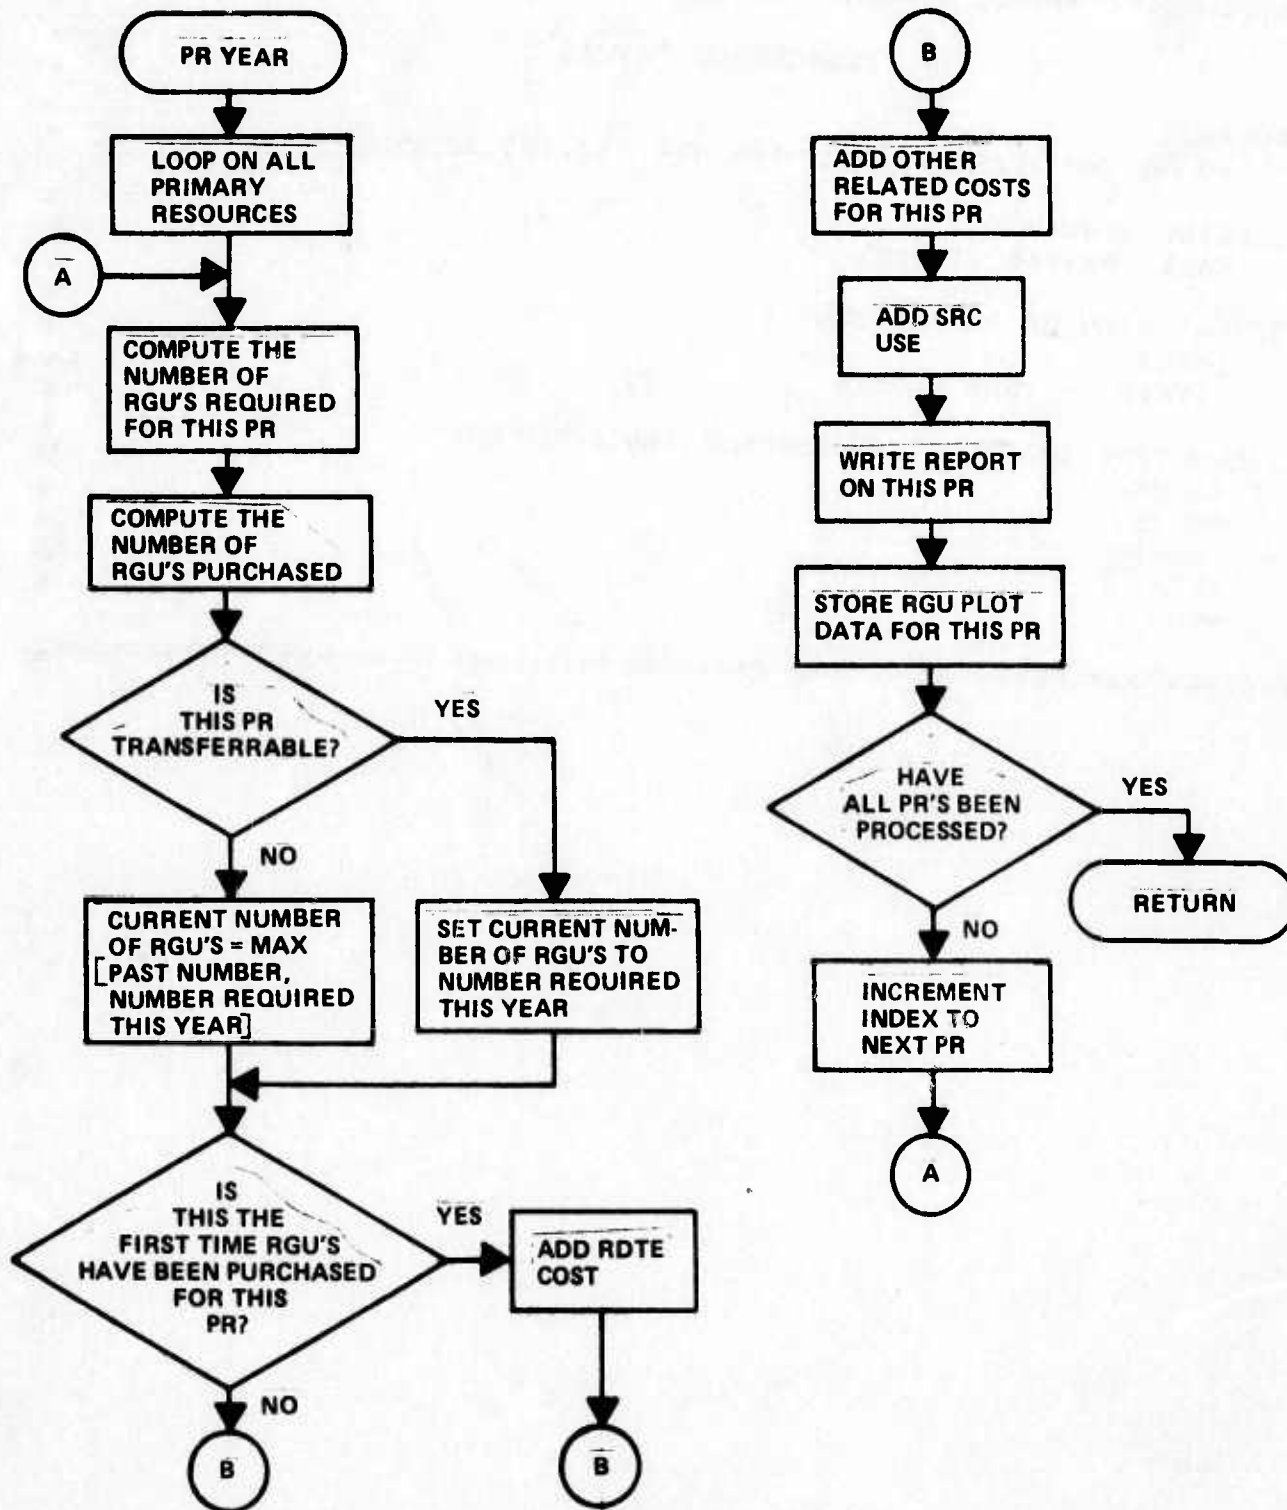 PR YEAR
LOOP ON ALL
PRIMARY
RESOURCES
A
COMPUTE THE
NUMBER OF
RGU'S REQUIRED
FOR THIS PR
COMPUTE THE
NUMBER OF
RGU'S PURCHASED
IS
THIS PR
TRANSFERRABLE?
YES
NO
CURRENT NUMBER
OF RGU'S = MAX
[PAST NUMBER,
NUMBER REQUIRED
THIS YEAR]
SET CURRENT NUM-
BER OF RGU'S TO
NUMBER REQUIRED
THIS YEAR
IS
THIS THE
FIRST TIME RGU'S
HAVE BEEN PURCHASED
FOR THIS
PR?
YES
ADD RDTE
COST
NO
B
B
B
ADD OTHER
RELATED COSTS
FOR THIS PR
ADD SRC
USE
WRITE REPORT
ON THIS PR
STORE RGU PLOT
DATA FOR THIS PR
HAVE
ALL PR'S BEEN
PROCESSED?
YES
RETURN
NO
INCREMENT
INDEX TO
NEXT PR
A